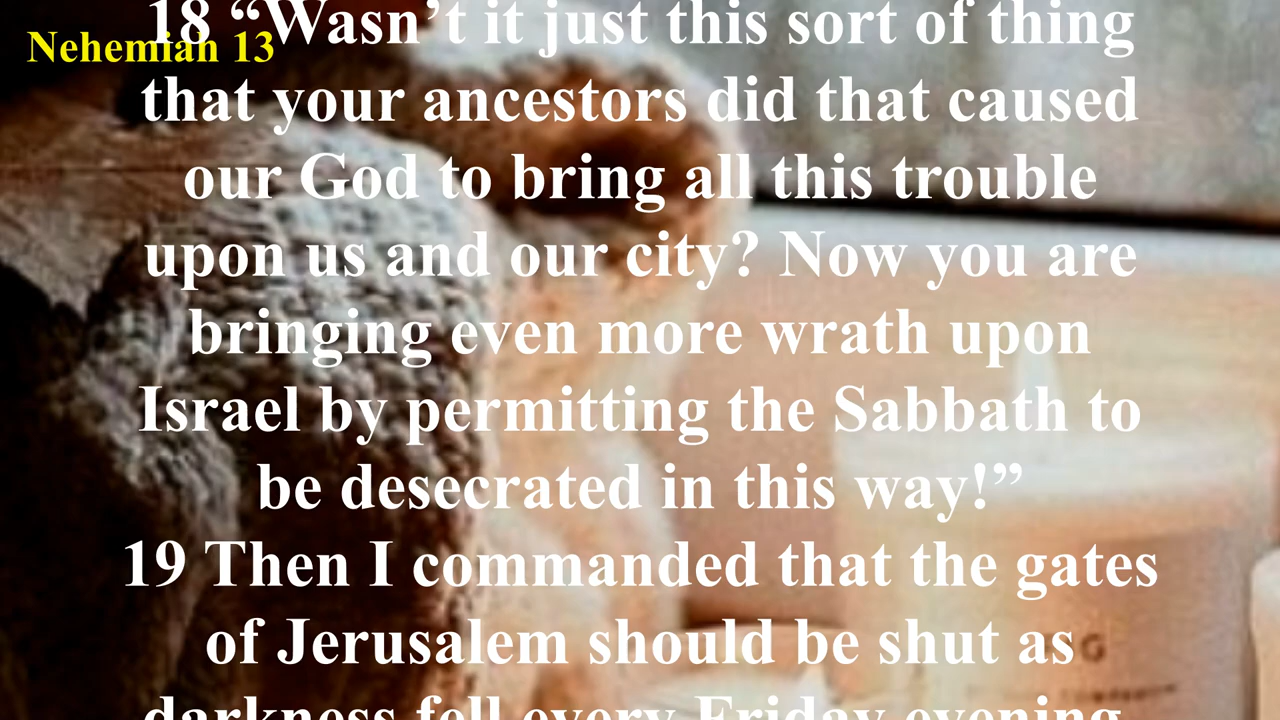 Nehemiah 13
18 “Wasn’t it just this sort of thing
that your ancestors did that caused
our God to bring all this trouble
upon us and our city? Now you are
bringing even more wrath upon
Israel by permitting the Sabbath to
be desecrated in this way!”
19 Then I commanded that the gates
of Jerusalem should be shut as
darkness fell every Friday evening,
G